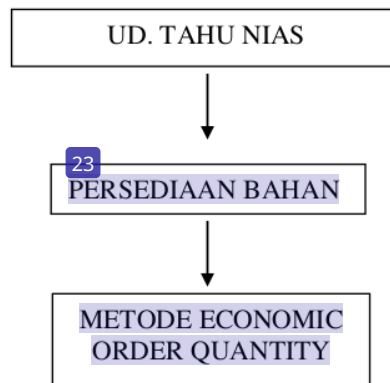 UD. TAHU NIAS
23
PERSEDIAAN BAHAN
METODE ECONOMIC
ORDER QUANTITY